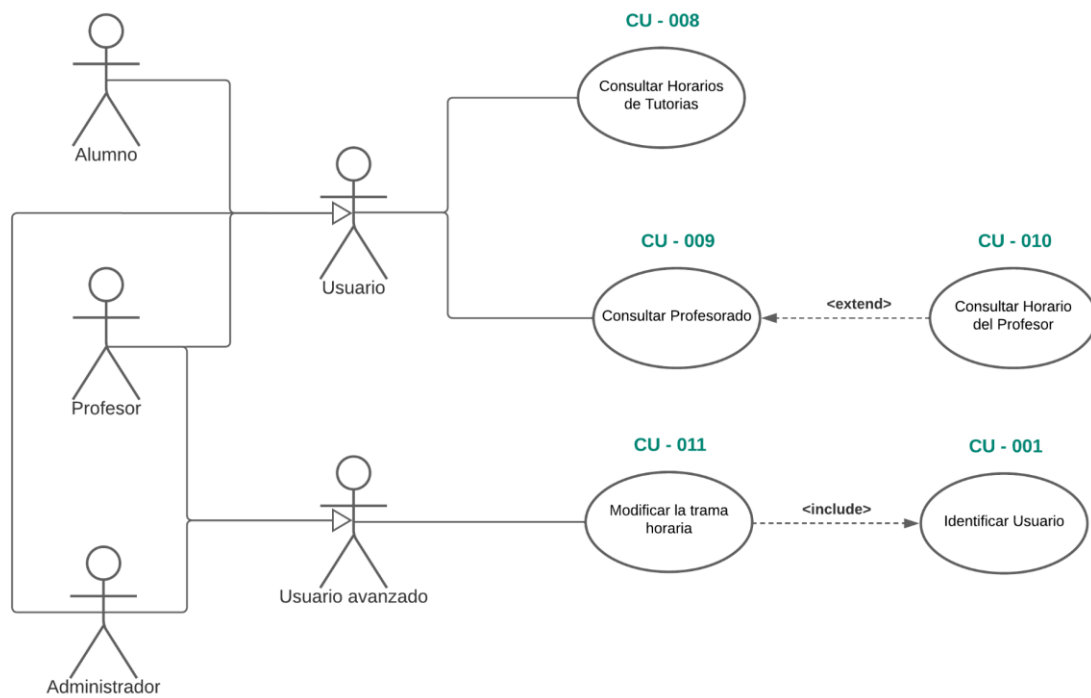 CU - 008
Consultar Horarios
de Tutorias
Alumno
Usuario
CU - 009
Consultar Profesorado
<extend>
CU - 010
Consultar Horario
del Profesor
Profesor
CU - 011
Modificar la trama
horaria
<include>
CU - 001
Identificar Usuario
Usuario avanzado
Administrador